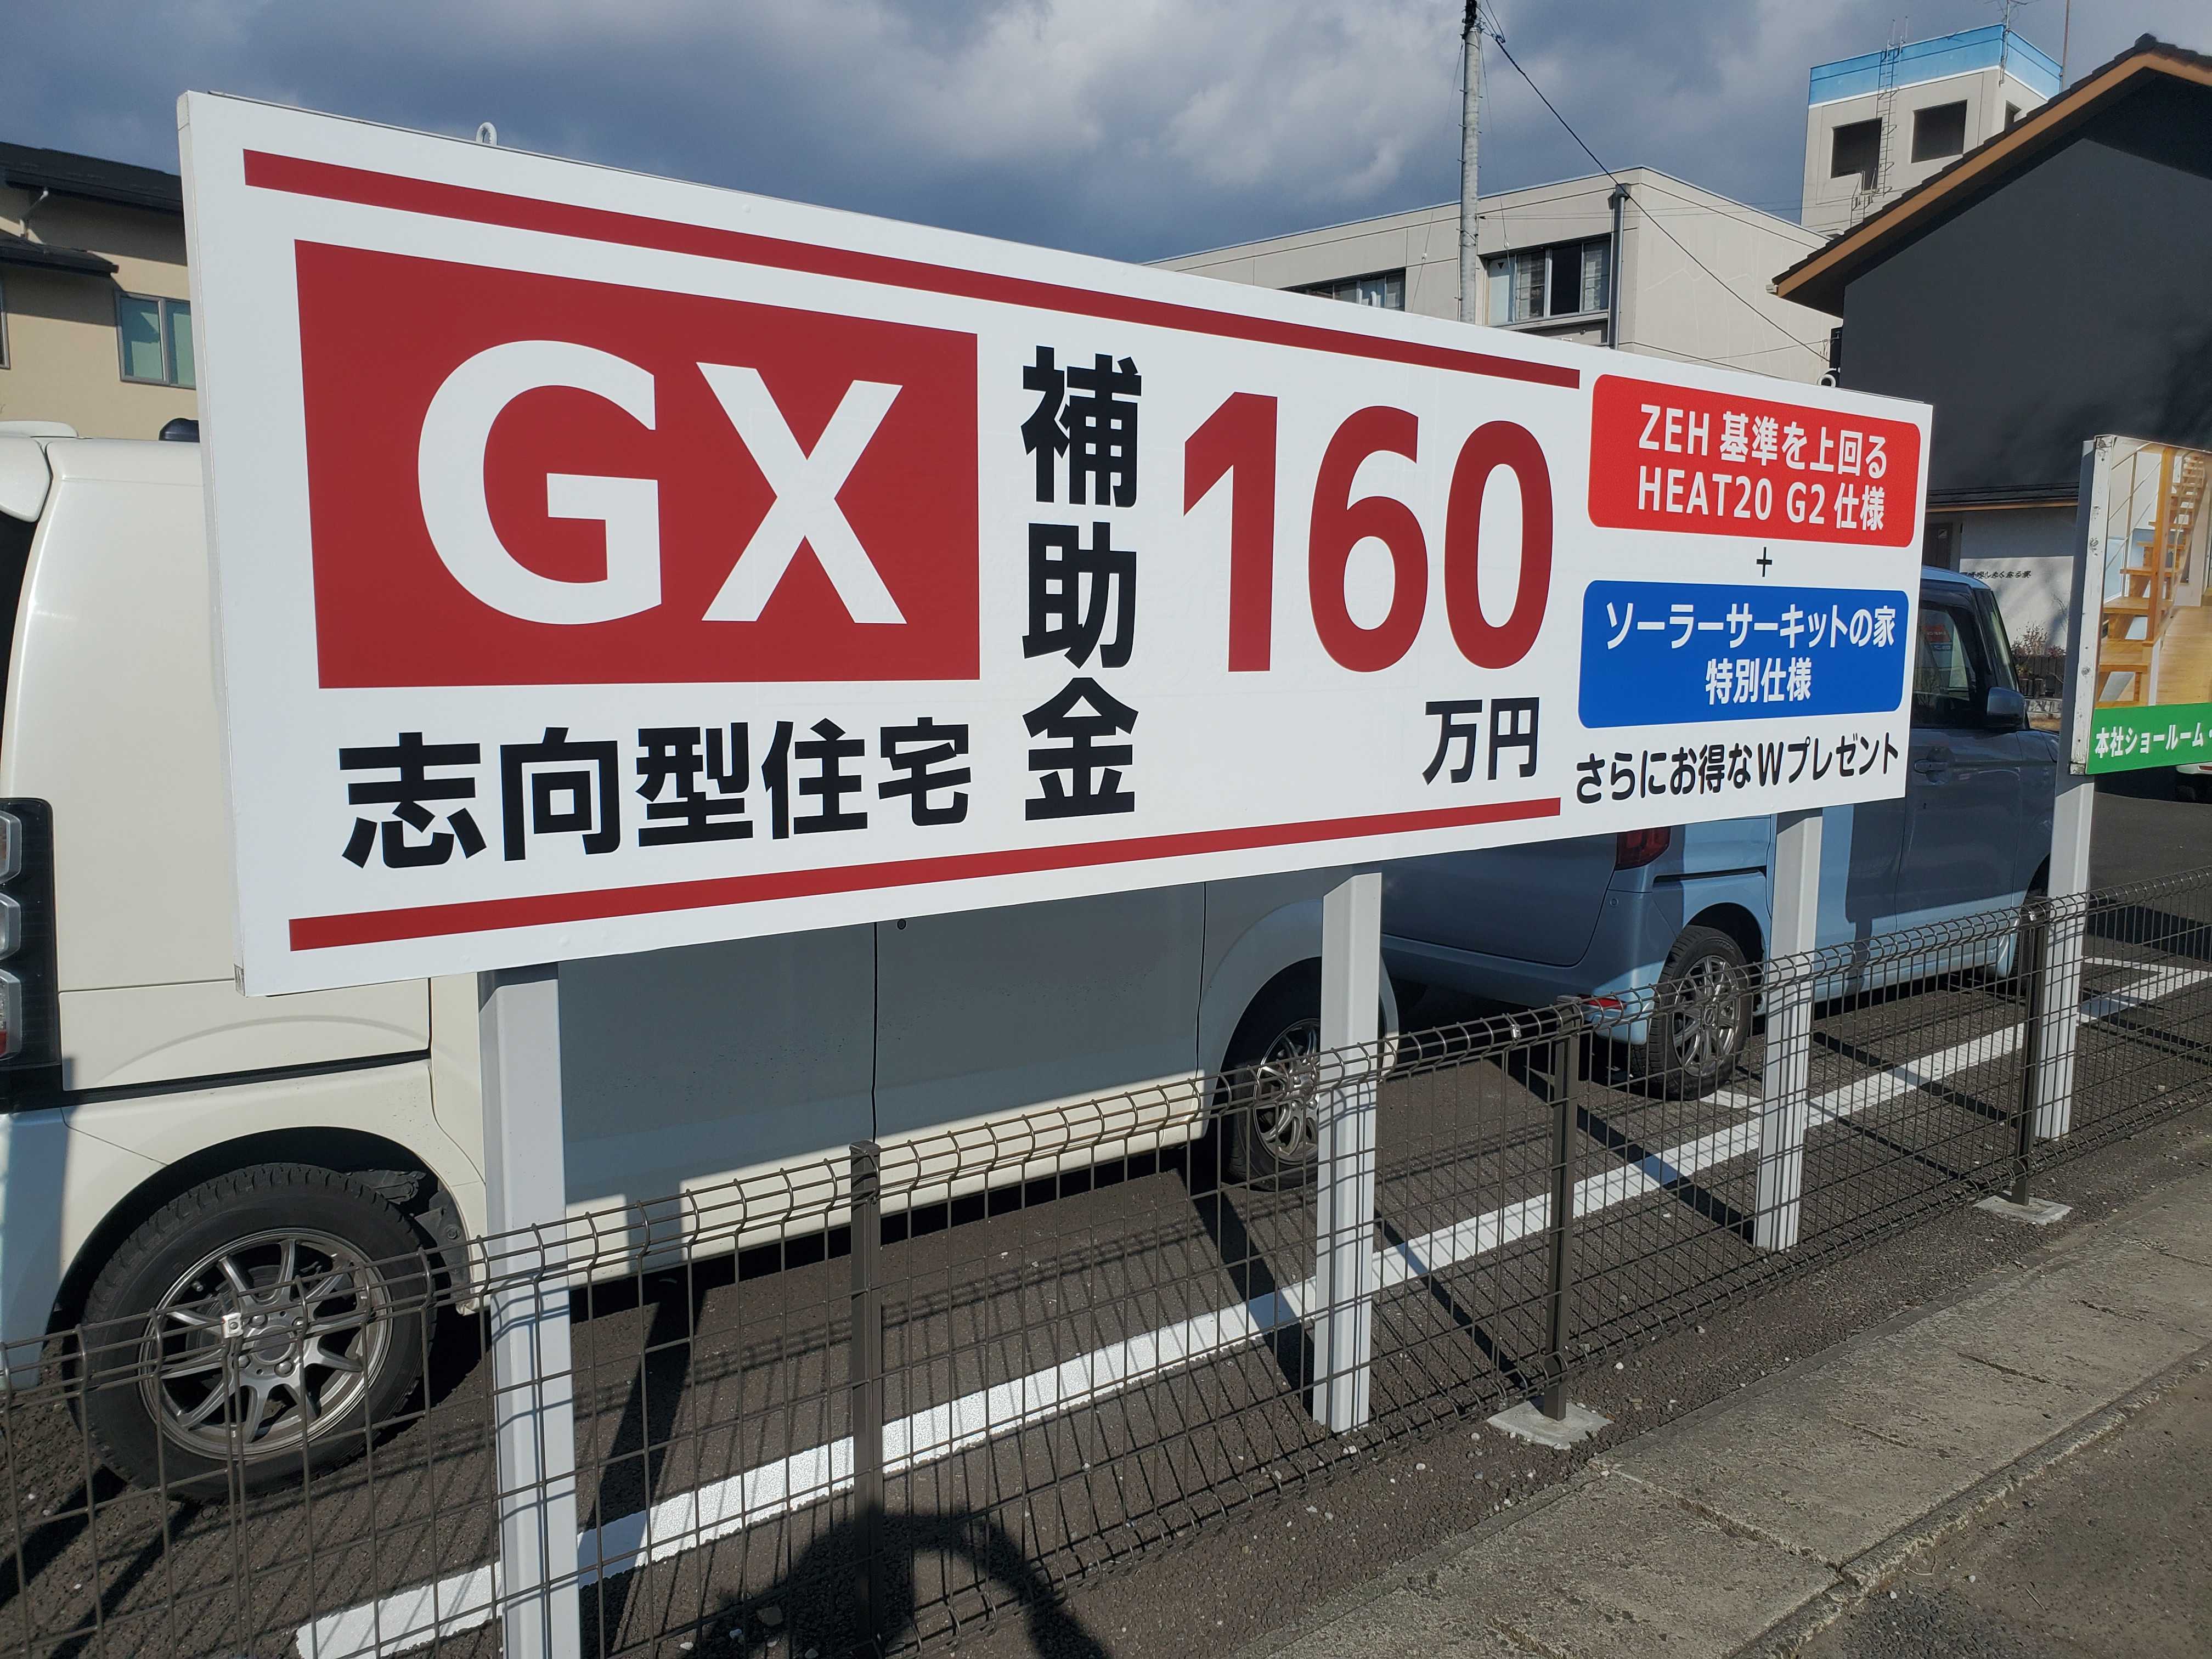 GX
志向型住宅
補助金
160
万円
ZEH 基準を上回る
HEAT20 G2 仕様
+
ソーラーサーキットの家
特別仕様
さらにお得なWプレゼント
本社ショールーム・